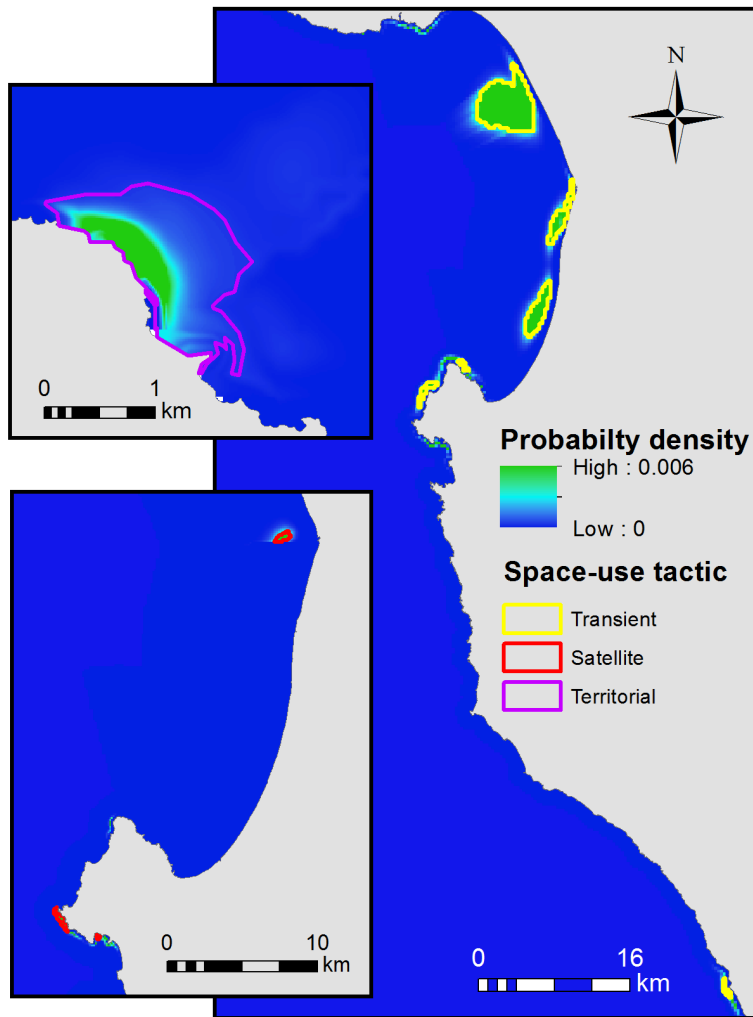 N
0 1
km
Probabilty density
High : 0.006
Low : 0
Space-use tactic
Transient
Satellite
Territorial
0 10
km
0 16
km